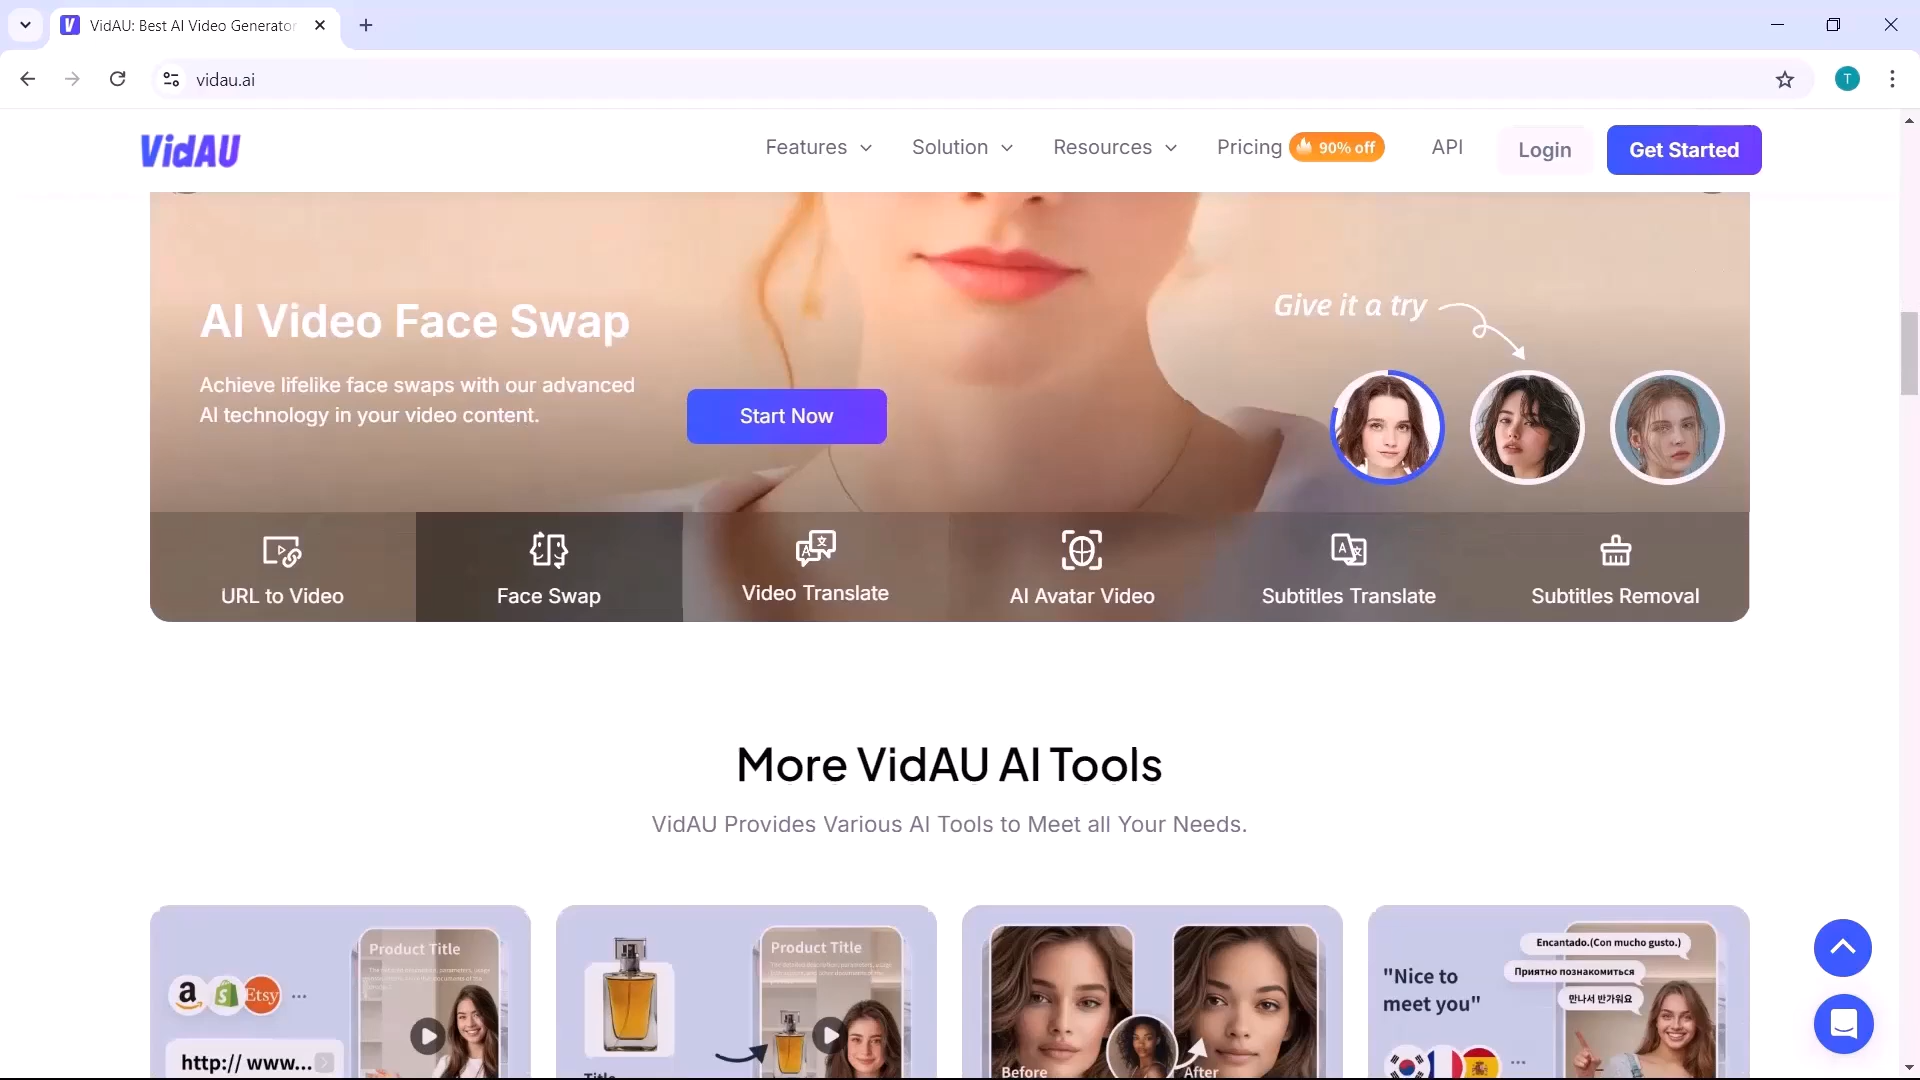 VidAU: Best AI Video Generator
vidau.ai
T
VidAU
Features
Solution
Resources
Pricing
90% off
API
Login
Get Started
AI Video Face Swap
Achieve lifelike face swaps with our advanced
AI technology in your video content.
Start Now
Give it a try
URL to Video
Face Swap
Video Translate
AI Avatar Video
Subtitles Translate
Subtitles Removal
More VidAU AI Tools
VidAU Provides Various AI Tools to Meet all Your Needs.
Product Title
a
Etsy
http:// www...
Product Title
Title
Before
After
"Nice to
meet you"
Encantado.(Con mucho gusto.)
Приятно познакомиться
만나서 반가워요